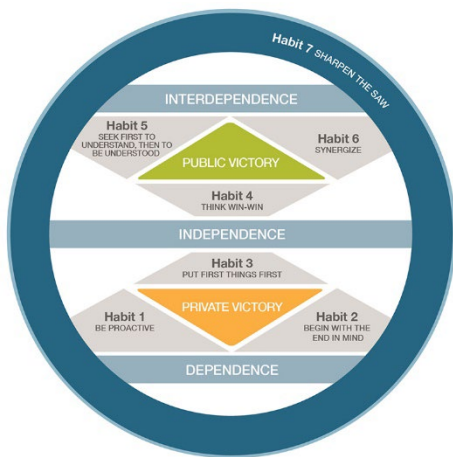 Habit 7 SHARPEN THE SAW
INTERDEPENDENCE
Habit 5
SEEK FIRST TO
UNDERSTAND, THEN TO
BE UNDERSTOOD
Habit 6
SYNERGIZE
PUBLIC VICTORY
Habit 4
THINK WIN-WIN
INDEPENDENCE
Habit 3
PUT FIRST THINGS FIRST
Habit 1
BE PROACTIVE
PRIVATE VICTORY
Habit 2
BEGIN WITH THE
END IN MIND
DEPENDENCE